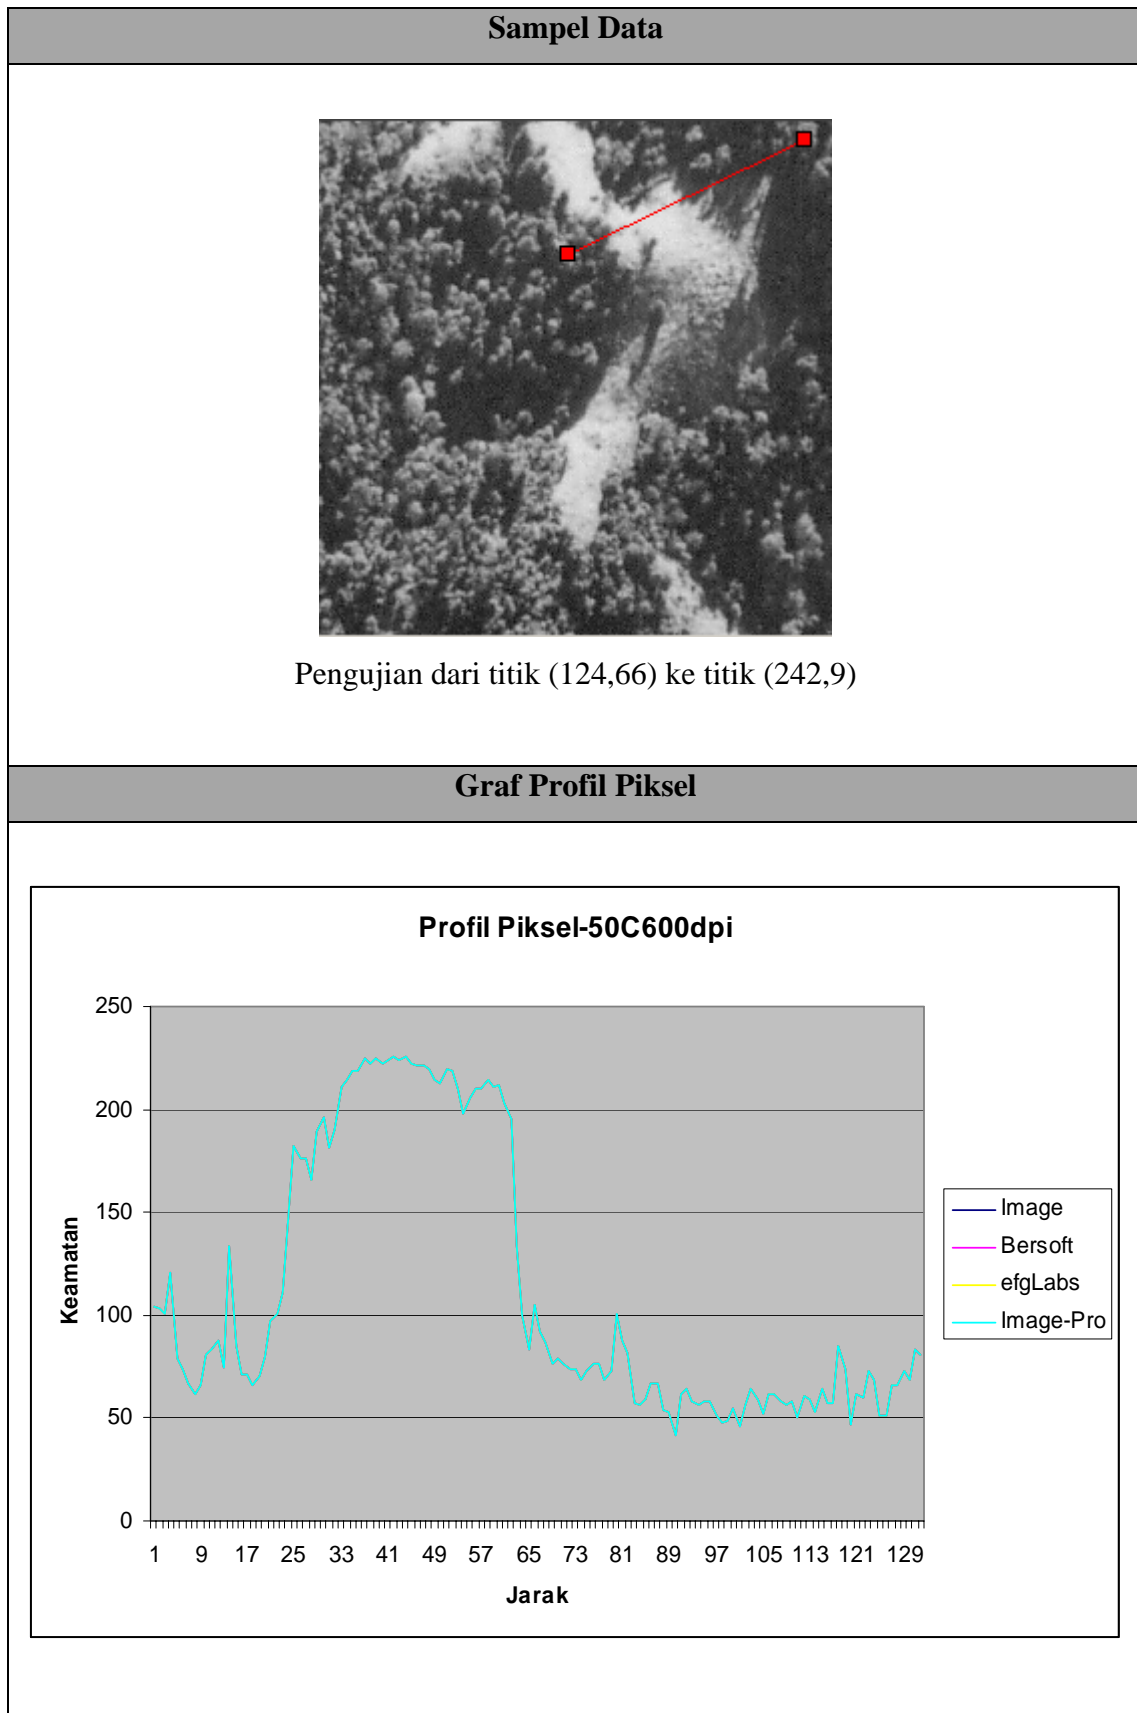 Sampel Data
Pengujian dari titik (124,66) ke titik (242,9)
Graf Profil Piksel
Profil Piksel-50C600dpi
250
200
150
100
50
0
Keamatan
1 9 17 25 33 41 49 57 65 73 81 89 97 105 113 121 129
Jarak
Image
Bersoft
efgLabs
Image-Pro